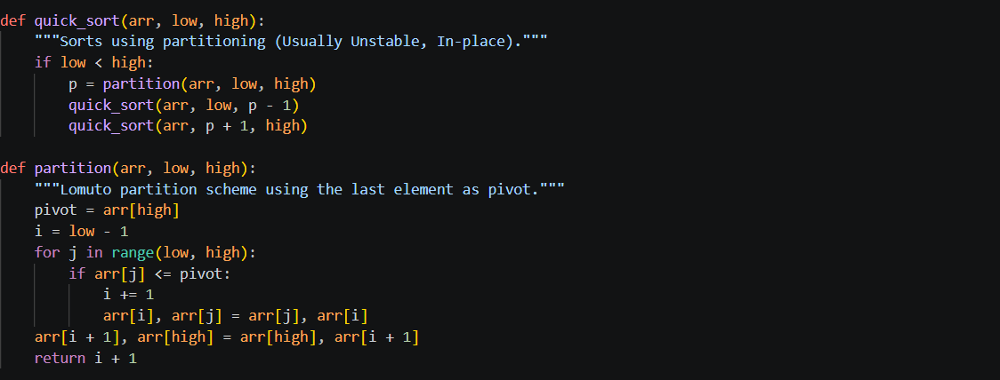 def quick_sort(arr, low, high):
    """Sorts using partitioning (Usually Unstable, In-place)."""
    if low < high:
        p = partition(arr, low, high)
        quick_sort(arr, low, p - 1)
        quick_sort(arr, p + 1, high)

def partition(arr, low, high):
    """Lomuto partition scheme using the last element as pivot."""
    pivot = arr[high]
    i = low - 1
    for j in range(low, high):
        if arr[j] <= pivot:
            i += 1
            arr[i], arr[j] = arr[j], arr[i]
    arr[i + 1], arr[high] = arr[high], arr[i + 1]
    return i + 1